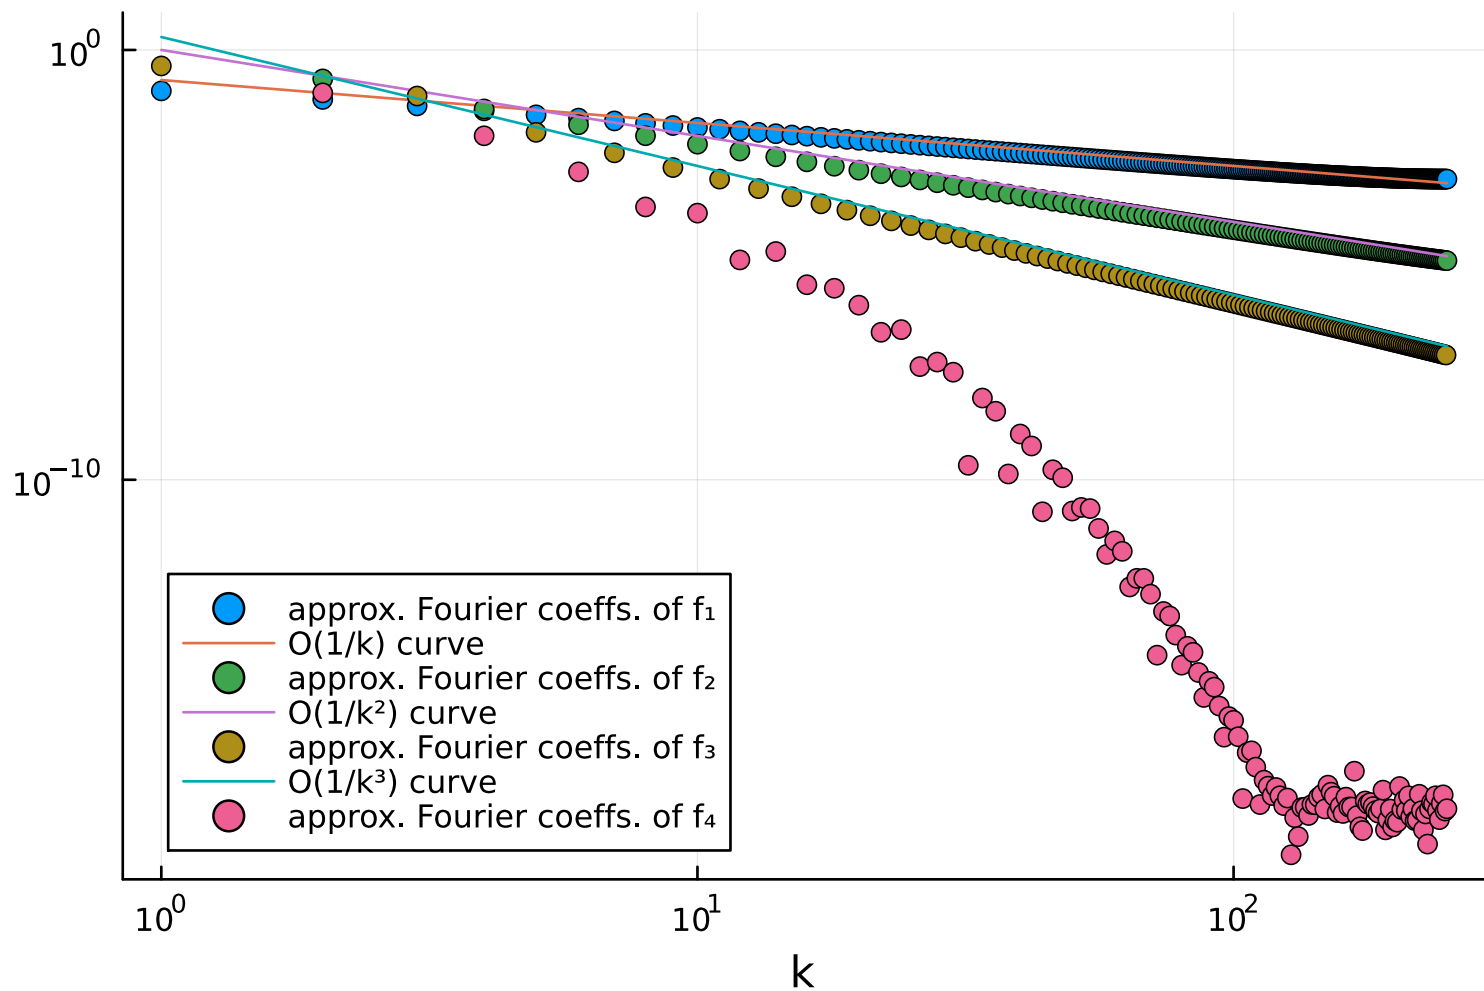 10⁰
10⁻¹⁰
approx. Fourier coeffs. of f₁
O(1/k) curve
approx. Fourier coeffs. of f₂
O(1/k²) curve
approx. Fourier coeffs. of f₃
O(1/k³) curve
approx. Fourier coeffs. of f₄
10⁰ 10¹ 10²
k